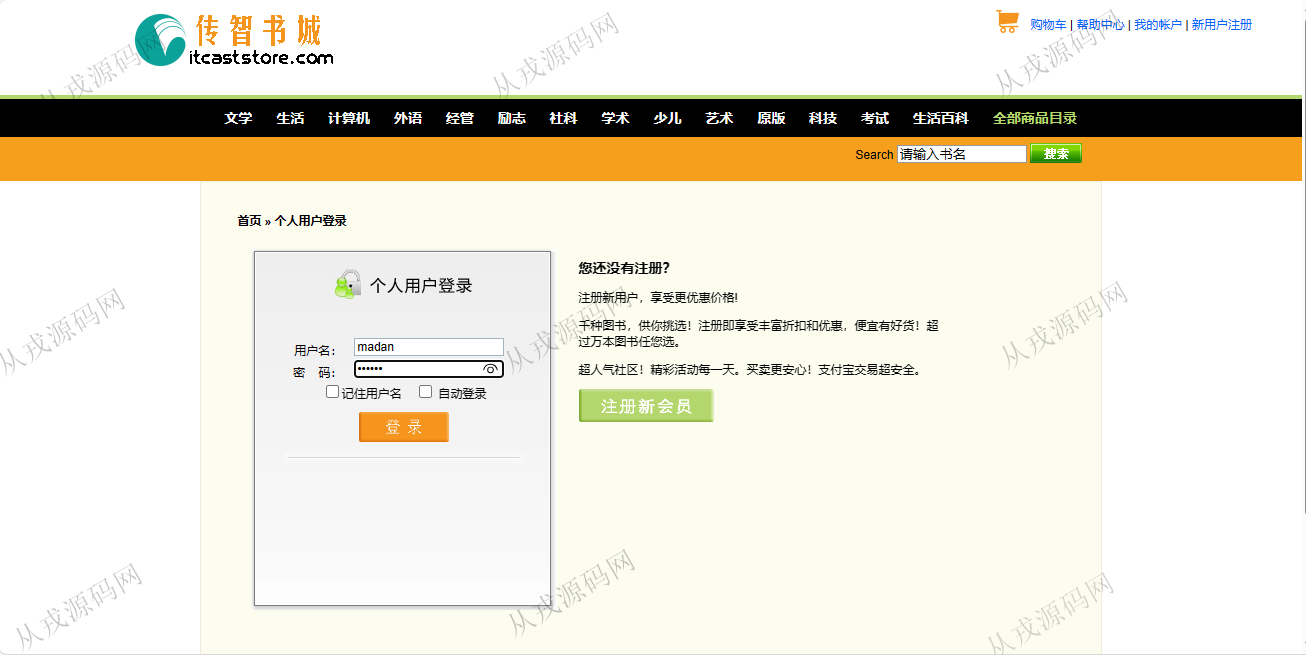 传智书城
itcaststore.com
购物车 | 帮助中心 | 我的帐户 | 新用户注册
文学 生活 计算机 外语 经管 励志 社科 学术 少儿 艺术 原版 科技 考试 生活百科 全部商品目录
Search 请输入书名 搜索
首页 » 个人用户登录
个人用户登录
用户名： madan
密 码： ••••••
记住用户名 自动登录
登 录
您还没有注册?
注册新用户，享受更优惠价格!
千种图书，供你挑选！注册即享受丰富折扣和优惠，便宜有好货！超
过万本图书任您选。
超人气社区！精彩活动每一天。买卖更安心！支付宝交易超安全。
注册新会员
从戎源码网
从戎源码网
从戎源码网
从戎源码网
从戎源码网
从戎源码网
从戎源码网
从戎源码网
从戎源码网